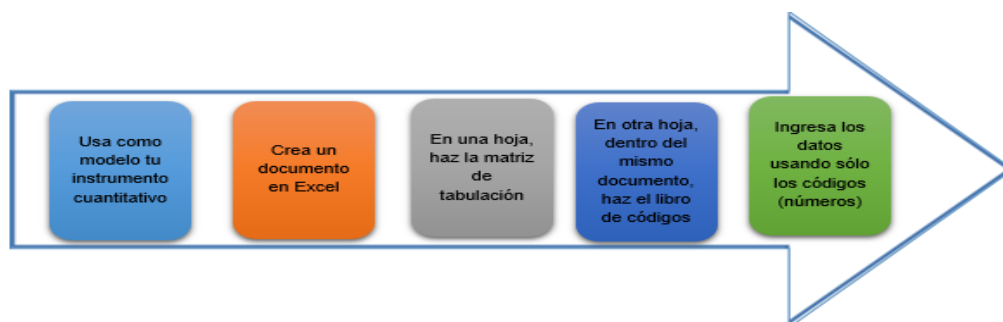 Usa como
modelo tu
instrumento
cuantitativo
Crea un
documento
en Excel
En una hoja,
haz la matriz
de
tabulación
En otra hoja,
dentro del
mismo
documento,
haz el libro
de códigos
Ingresa los
datos
usando sólo
los códigos
(números)